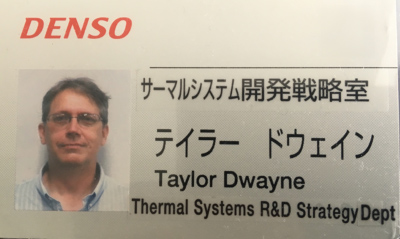 DENSO
サーマルシステム開発戦略室
テイラー ドウェイン
Taylor Dwayne
Thermal Systems R&D Strategy Dept